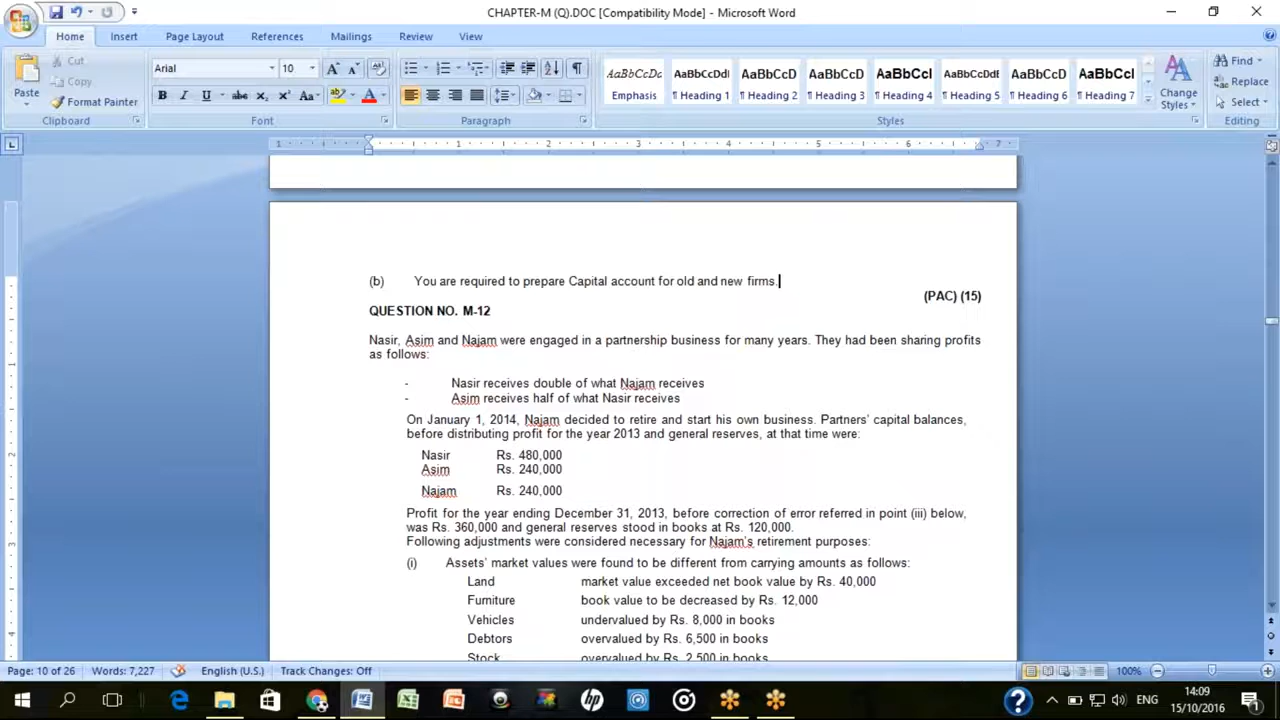 CHAPTER-M (Q).DOC [Compatibility Mode] - Microsoft Word
Home Insert Page Layout References Mailings Review View
Paste Cut Copy Format Painter
Arial 10
AaBbCcDc AaBbCcDdI AaBbCcD AaBbCcD AaBbCcI AaBbCcDdE AaBbCcD AaBbCcI
Emphasis ¶ Heading 1 ¶ Heading 2 ¶ Heading 3 ¶ Heading 4 ¶ Heading 5 ¶ Heading 6 ¶ Heading 7
Change Styles
Find Replace Select
Clipboard Font Paragraph Styles Editing
(b) You are required to prepare Capital account for old and new firms.
(PAC) (15)
QUESTION NO. M-12
Nasir, Asim and Najam were engaged in a partnership business for many years. They had been sharing profits
as follows:
- Nasir receives double of what Najam receives
- Asim receives half of what Nasir receives
On January 1, 2014, Najam decided to retire and start his own business. Partners' capital balances,
before distributing profit for the year 2013 and general reserves, at that time were:
Nasir Rs. 480,000
Asim Rs. 240,000
Najam Rs. 240,000
Profit for the year ending December 31, 2013, before correction of error referred in point (iii) below,
was Rs. 360,000 and general reserves stood in books at Rs. 120,000.
Following adjustments were considered necessary for Najam's retirement purposes:
(i) Assets' market values were found to be different from carrying amounts as follows:
Land market value exceeded net book value by Rs. 40,000
Furniture book value to be decreased by Rs. 12,000
Vehicles undervalued by Rs. 8,000 in books
Debtors overvalued by Rs. 6,500 in books
Stock overvalued by Rs. 2,500 in books
Page: 10 of 26 Words: 7,227 English (U.S.) Track Changes: Off 100%
ENG 14:09
15/10/2016